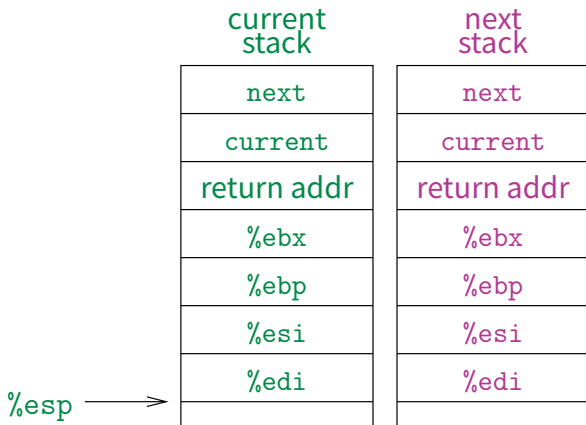 current
stack
next
stack
next
next
current
current
return addr
return addr
%ebx
%ebx
%ebp
%ebp
%esi
%esi
%edi
%edi
%esp